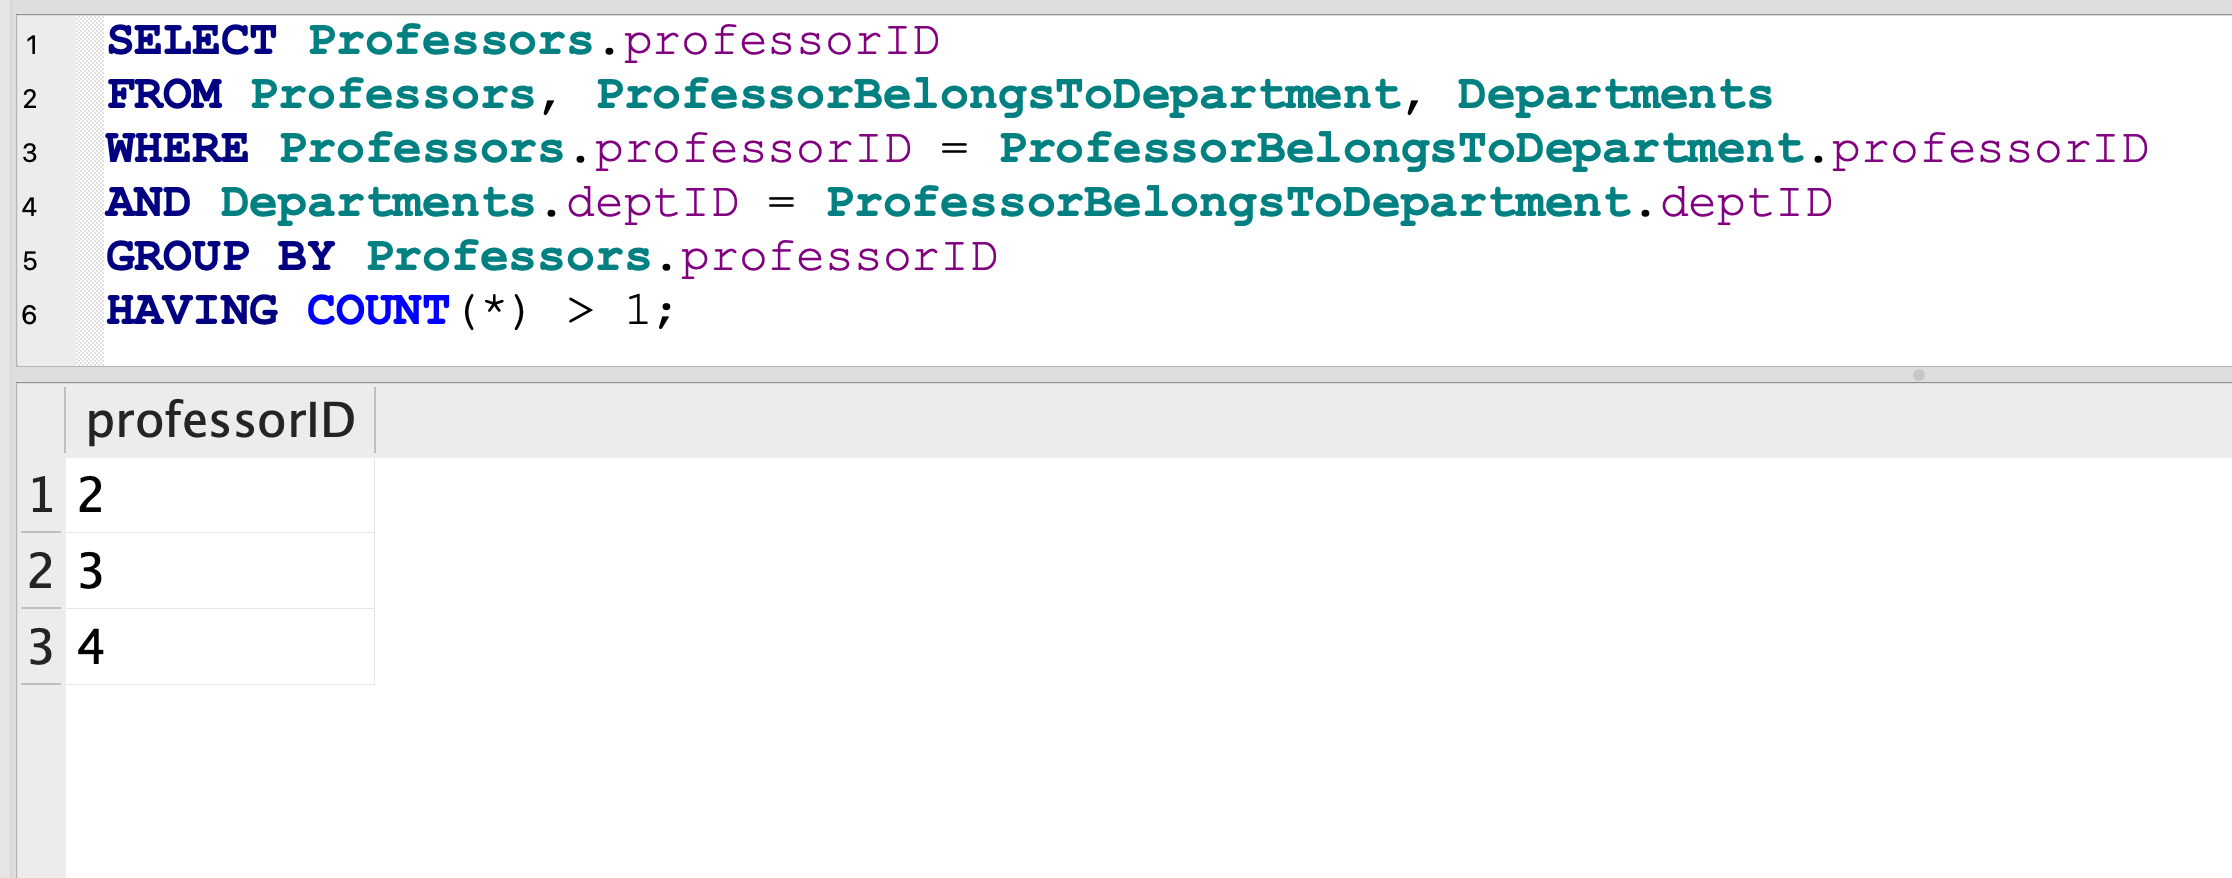 1 SELECT Professors.professorID
2 FROM Professors, ProfessorBelongsToDepartment, Departments
3 WHERE Professors.professorID = ProfessorBelongsToDepartment.professorID
4 AND Departments.deptID = ProfessorBelongsToDepartment.deptID
5 GROUP BY Professors.professorID
6 HAVING COUNT(*) > 1;
professorID
1 2
2 3
3 4